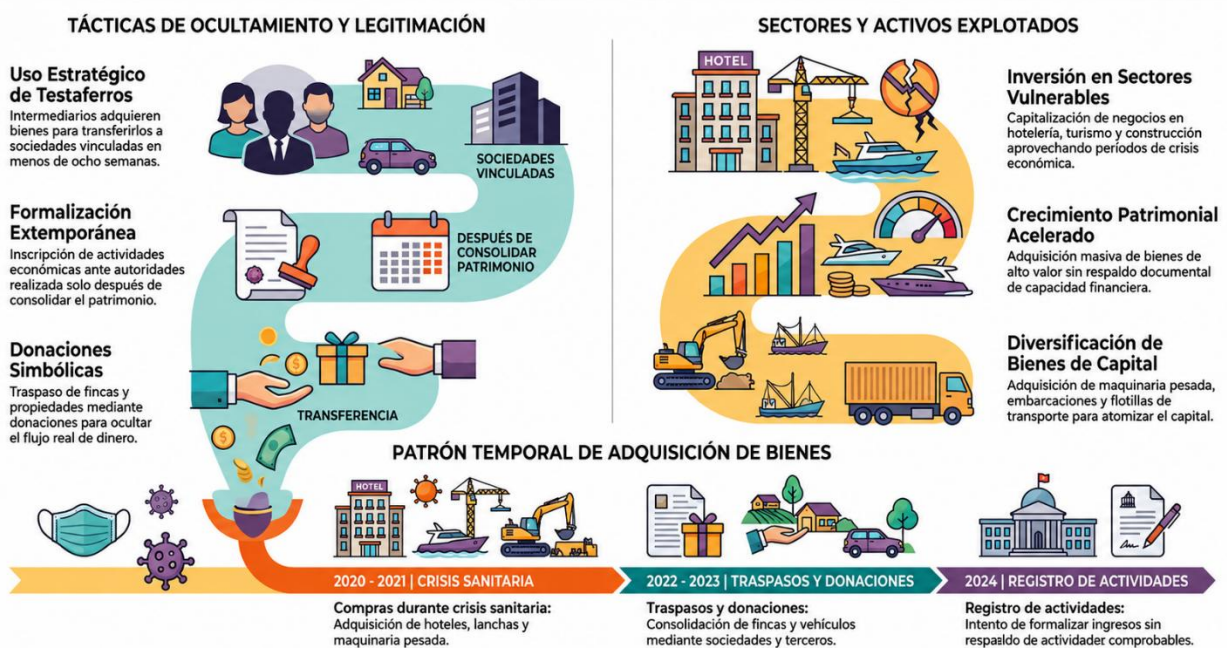 TÁCTICAS DE OCULTAMIENTO Y LEGITIMACIÓN
Uso Estratégico
de Testaferros
Intermediarios adquieren
bienes para transferirlos a
sociedades vinculadas en
menos de ocho semanas.
SOCIEDADES
VINCULADAS
Formalización
Extemporánea
Inscripción de actividades
económicas ante autoridades
realizada solo después de
consolidar el patrimonio.
DESPUÉS DE
CONSOLIDAR
PATRIMONIO
Donaciones
Simbólicas
Traspaso de fincas y
propiedades mediante
donaciones para ocultar
el flujo real de dinero.
TRANSFERENCIA
SECTORES Y ACTIVOS EXPLOTADOS
HOTEL
Inversión en Sectores
Vulnerables
Capitalización de negocios en
hotelería, turismo y construcción
aprovechando períodos de crisis
económica.
Crecimiento Patrimonial
Acelerado
Adquisición masiva de bienes de
alto valor sin respaldo documental
de capacidad financiera.
Diversificación de
Bienes de Capital
Adquisición de maquinaria pesada,
embarcaciones y flotillas de
transporte para atomizar el capital.
PATRÓN TEMPORAL DE ADQUISICIÓN DE BIENES
HOTEL
2020 - 2021 | CRISIS SANITARIA
Compras durante crisis sanitaria:
Adquisición de hoteles, lanchas y
maquinaria pesada.
2022 - 2023 | TRASPASOS Y DONACIONES
Traspasos y donaciones:
Consolidación de fincas y vehículos
mediante sociedades y terceros.
2024 | REGISTRO DE ACTIVIDADES
Registro de actividades:
Intento de formalizar ingresos sin
respaldo de actividades comprobables.